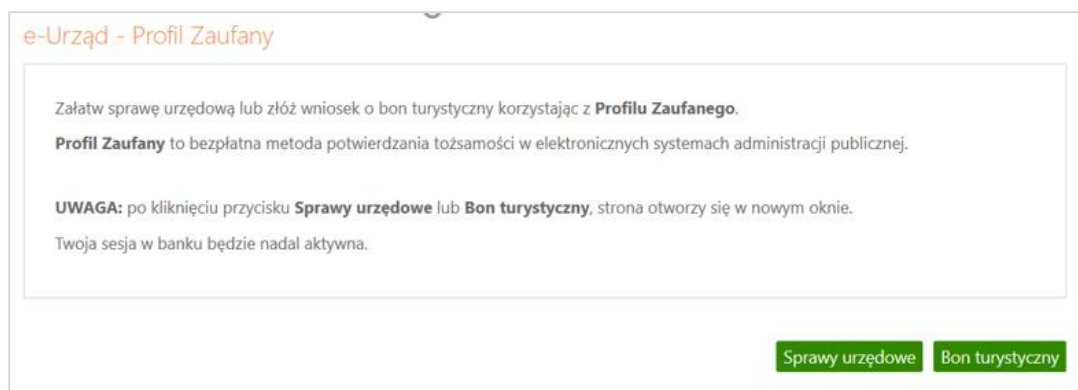 e-Urząd - Profil Zaufany
Załatw sprawę urzędową lub złóż wniosek o bon turystyczny korzystając z Profilu Zaufanego.
Profil Zaufany to bezpłatna metoda potwierdzania tożsamości w elektronicznych systemach administracji publicznej.
UWAGA: po kliknięciu przycisku Sprawy urzędowe lub Bon turystyczny, strona otworzy się w nowym oknie.
Twoja sesja w banku będzie nadal aktywna.
Sprawy urzędowe Bon turystyczny